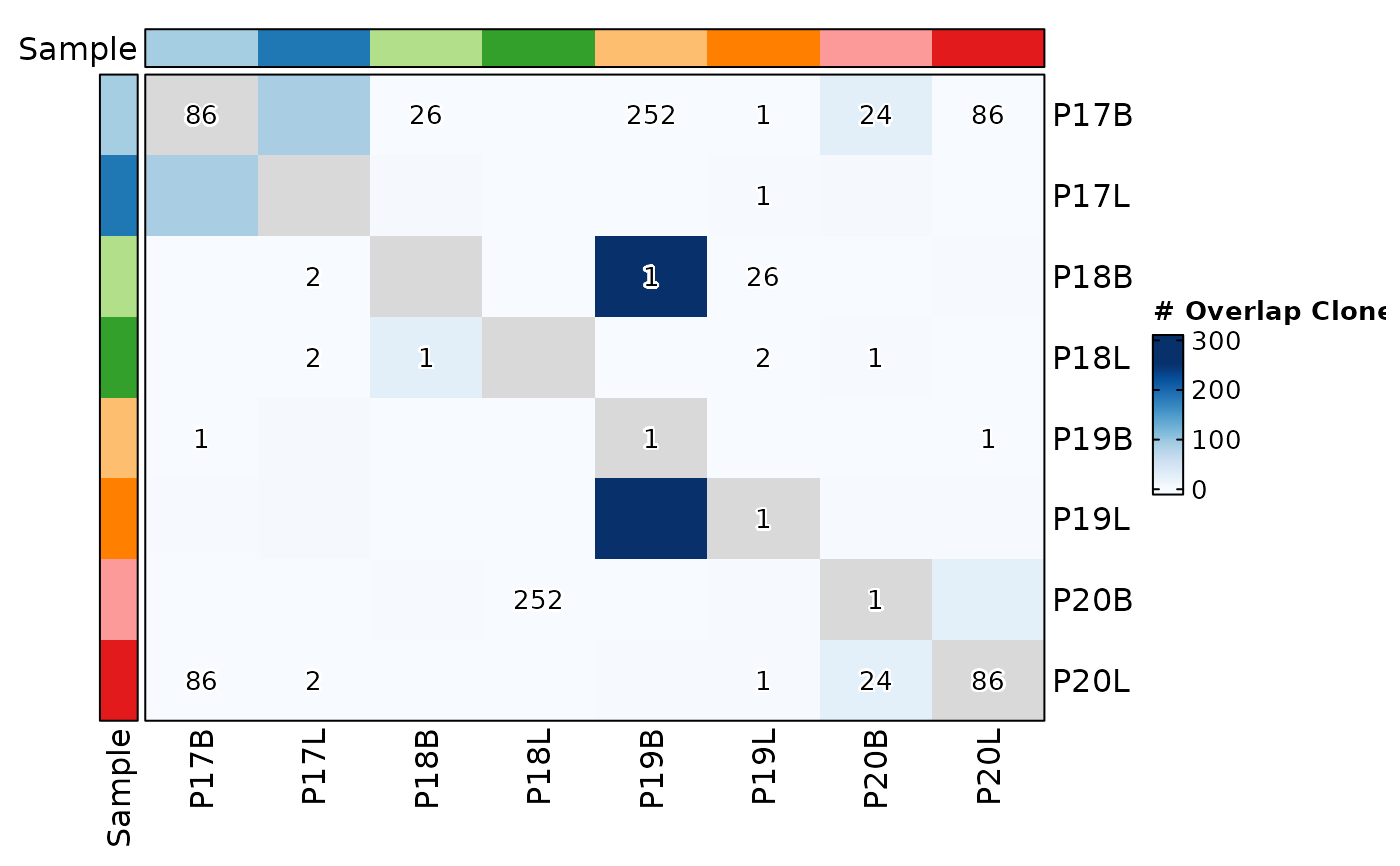 Sample
86 26 252 1 24 86 P17B
1 P17L
2 1 26 P18B
2 1 2 1 P18L
1 1 1 P19B
1 P19L
252 1 P20B
86 2 1 24 86 P20L
# Overlap Clone
300
200
100
0
Sample P17B P17L P18B P18L P19B P19L P20B P20L